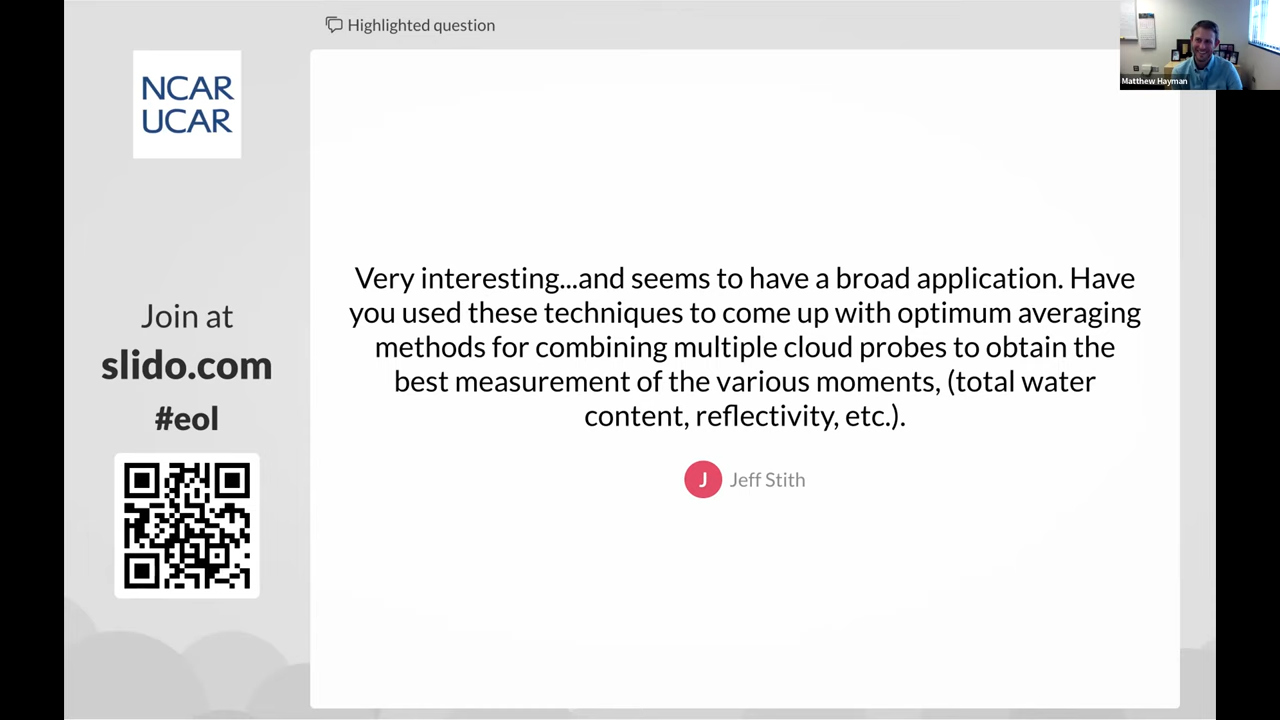 Highlighted question
Matthew Hayman
NCAR
UCAR
Join at
slido.com
#eol
Very interesting...and seems to have a broad application. Have
you used these techniques to come up with optimum averaging
methods for combining multiple cloud probes to obtain the
best measurement of the various moments, (total water
content, reflectivity, etc.).
J
Jeff Stith